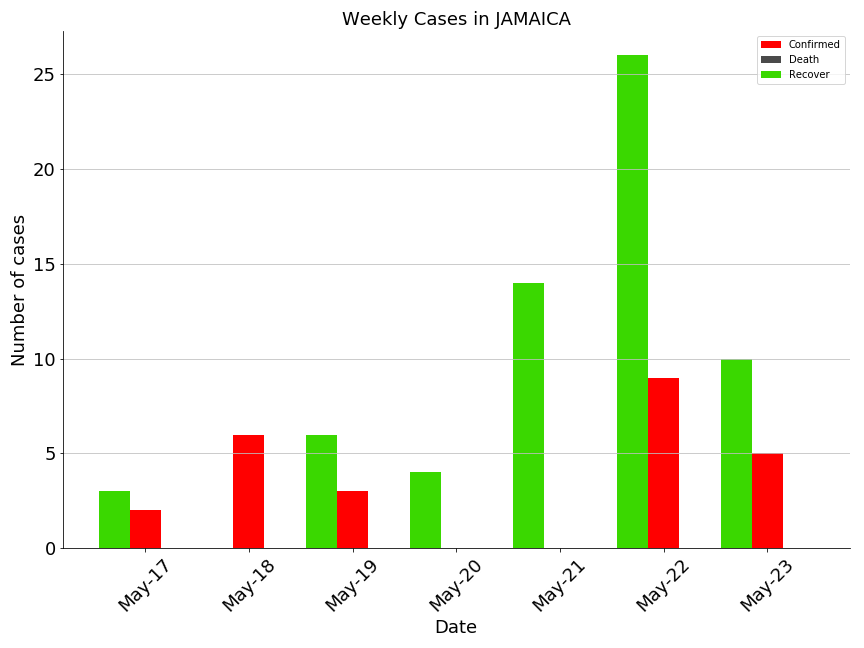 Weekly Cases in JAMAICA
Confirmed
Death
Recover
Number of cases
25
20
15
10
5
0
May-17
May-18
May-19
May-20
May-21
May-22
May-23
Date